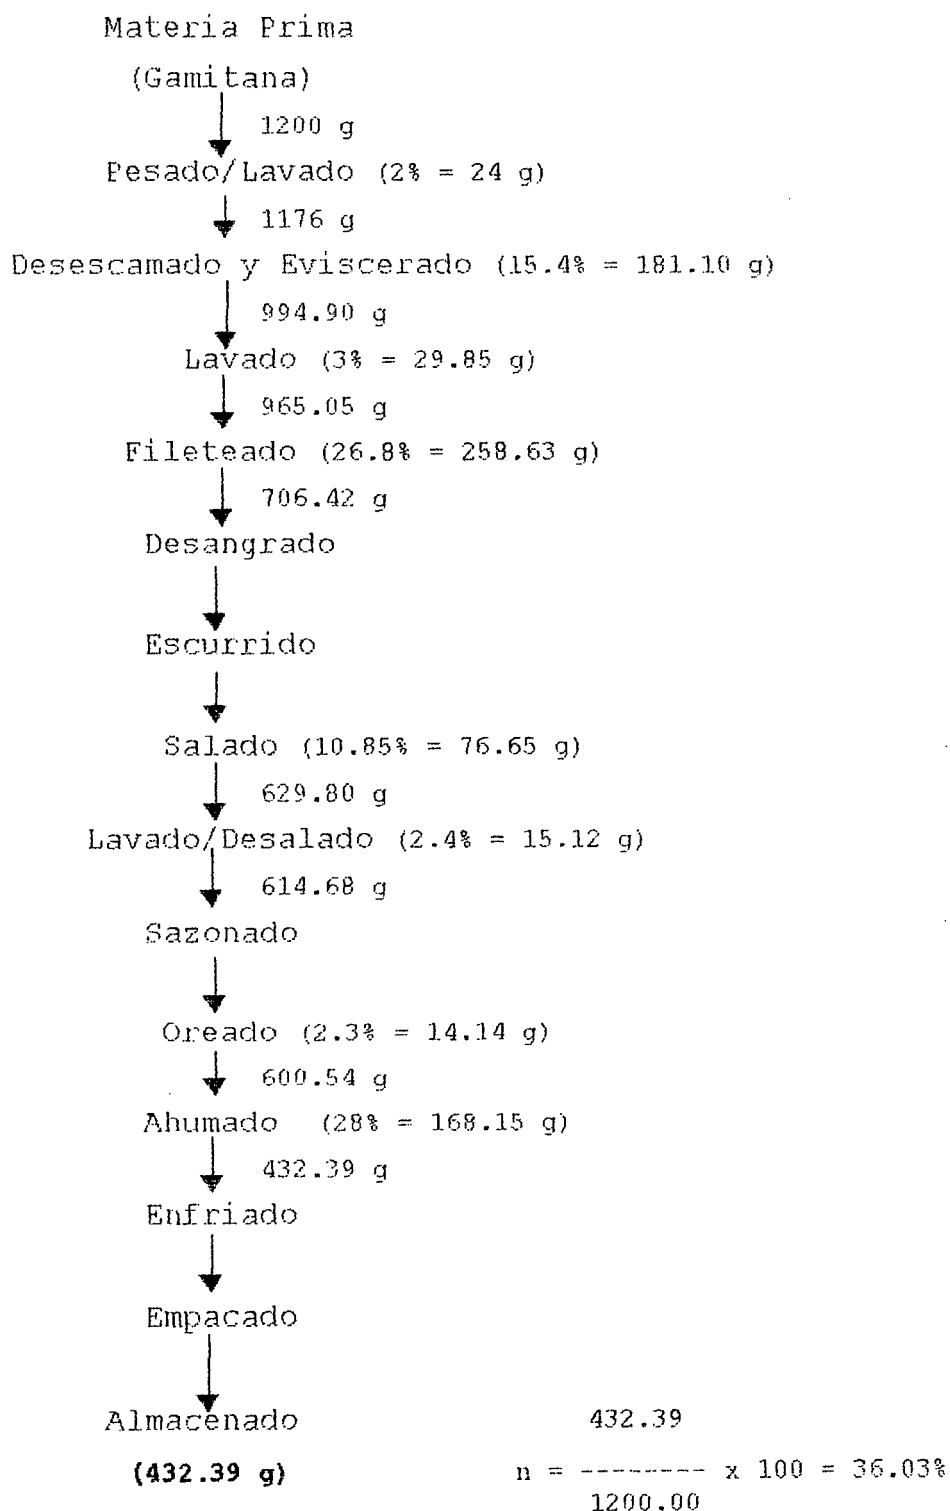 Materia Prima
(Gamitana)
1200 g
Pesado/Lavado (2% = 24 g)
1176 g
Desescamado y Eviscerado (15.4% = 181.10 g)
994.90 g
Lavado (3% = 29.85 g)
965.05 g
Fileteado (26.8% = 258.63 g)
706.42 g
Desangrado
Escurrido
Salado (10.85% = 76.65 g)
629.80 g
Lavado/Desalado (2.4% = 15.12 g)
614.68 g
Sazonado
Oreado (2.3% = 14.14 g)
600.54 g
Ahumado (28% = 168.15 g)
432.39 g
Enfriado
Empacado
Almacenado
(432.39 g)
432.39
n = -------- x 100 = 36.03%
1200.00